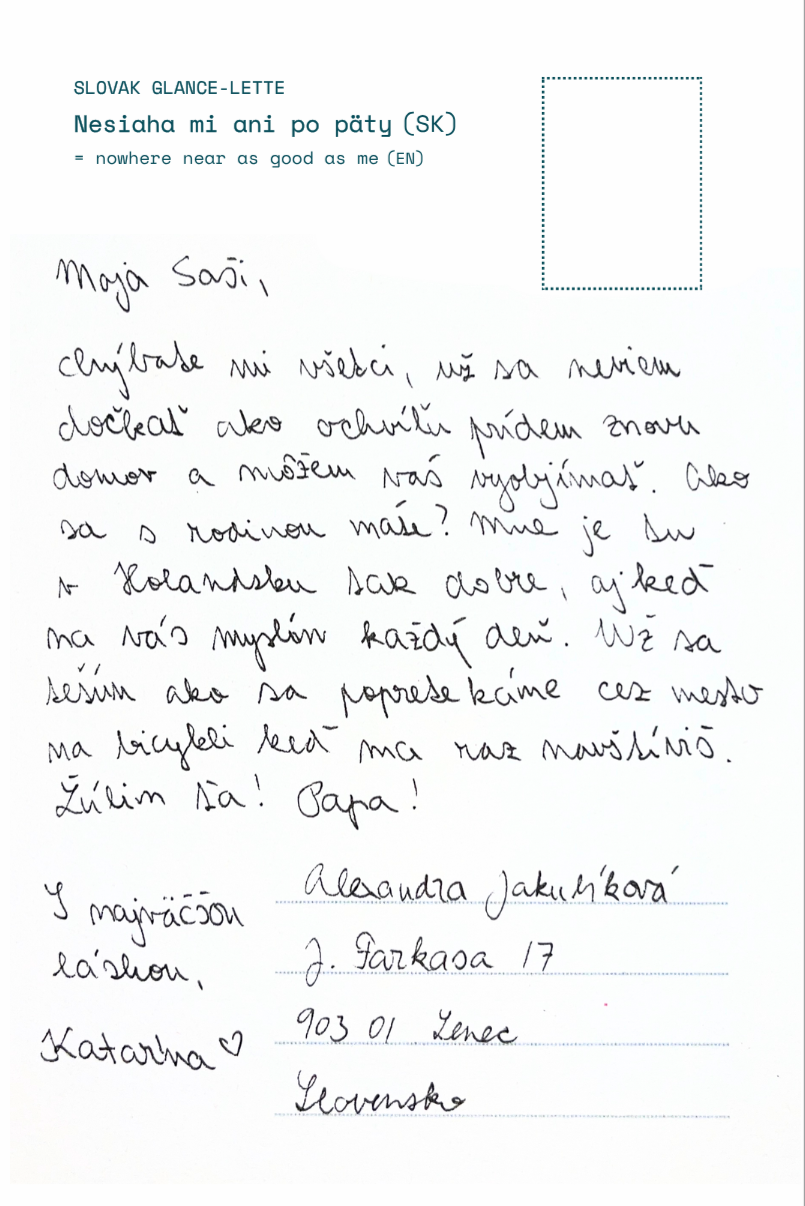 SLOVAK GLANCE-LETTE
Nesiaha mi ani po päty (SK)
= nowhere near as good as me (EN)
Moja Saši,
chýbate mi všetci, už sa neviem
dočkať ako ochvíľu prídem znovu
domov a môžem vás vyobjímať. Ako
sa s rodinou máte? Mne je tu
v Holandsku tak dobre, aj keď
na vás myslím každý deň. Už sa
teším ako sa popretekáme cez mesto
na bicykli keď ma raz navštíviš.
Ľúbim Ťa! Papa!
S najväčšou
láskou,
Katarína ♡
Alexandra Jakubíková
J. Farkasa 17
903 01 Senec
Slovensko